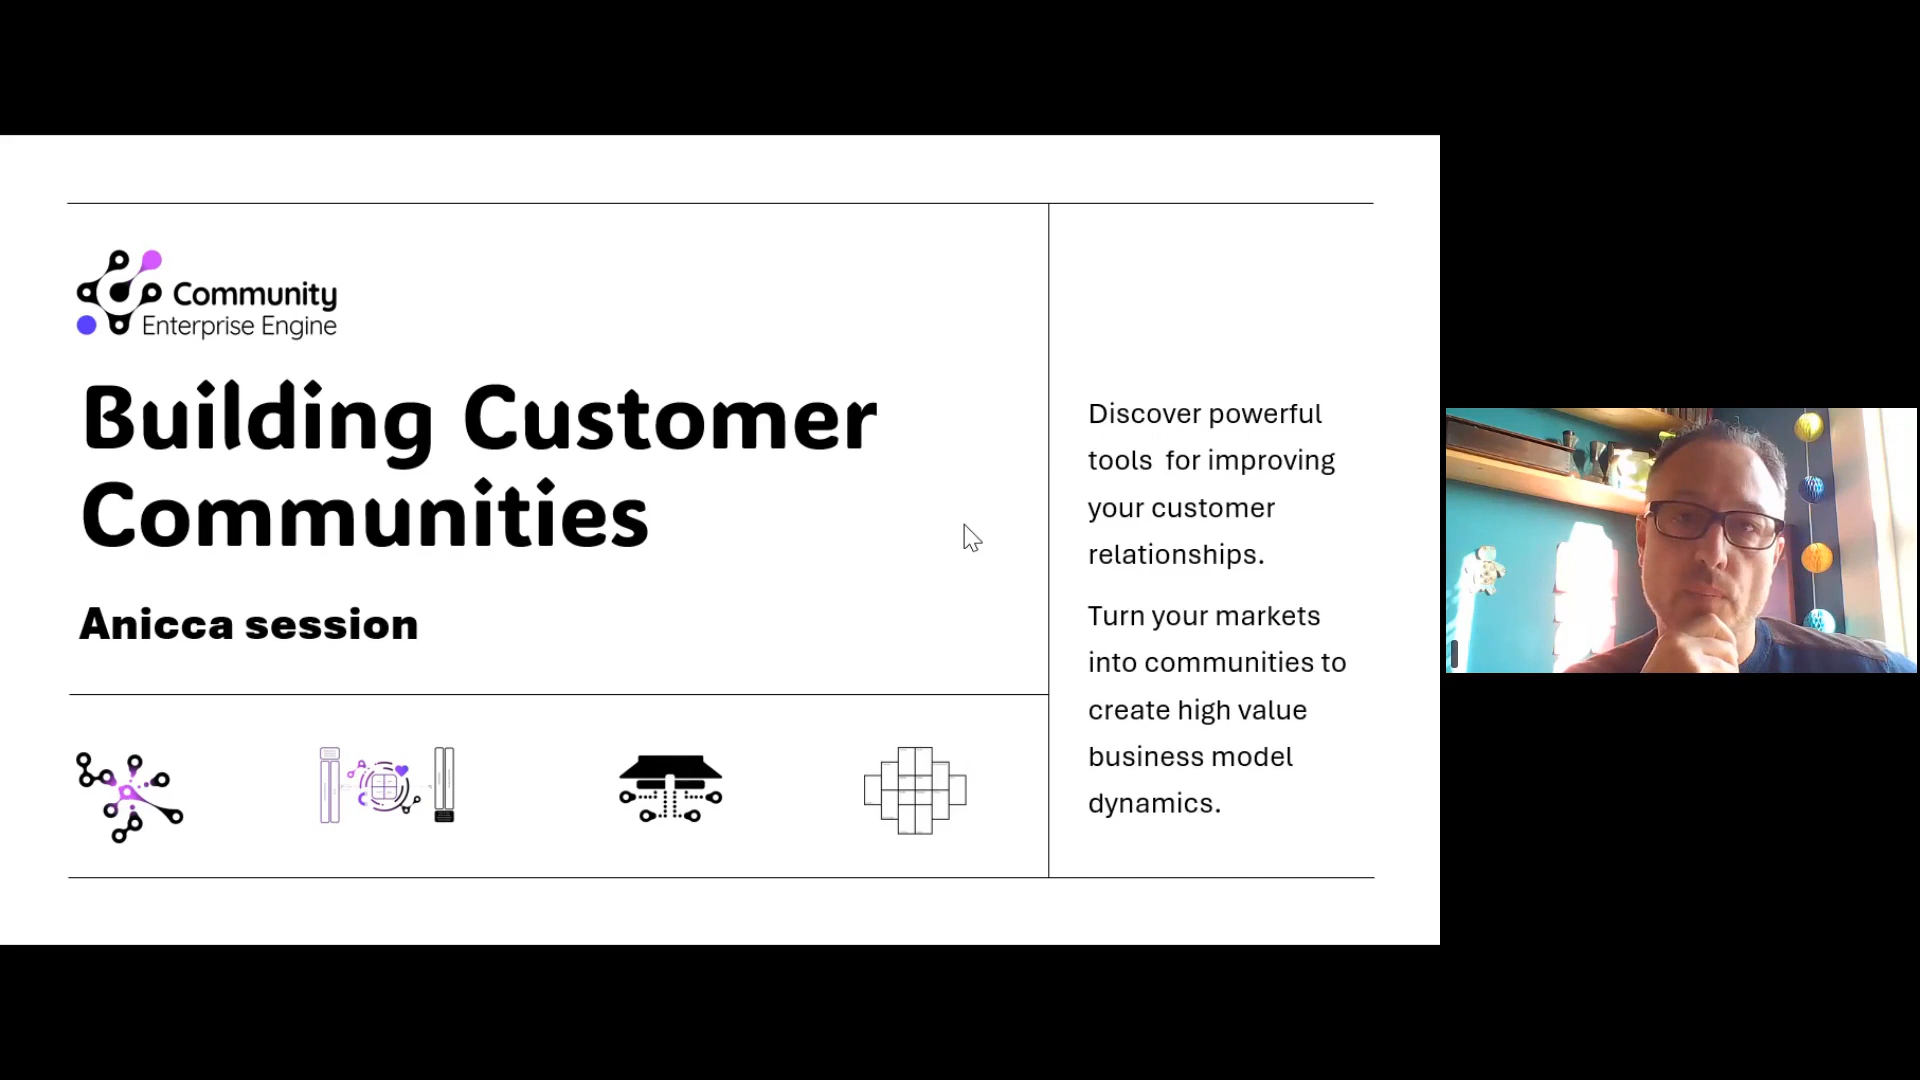 Community
Enterprise Engine
Building Customer
Communities
Anicca session
Discover powerful
tools  for improving
your customer
relationships.
Turn your markets
into communities to
create high value
business model
dynamics.